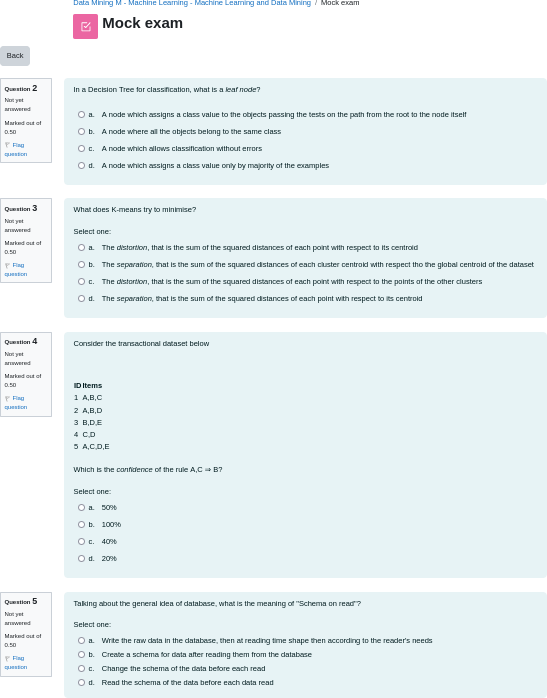 Data Mining M - Machine Learning - Machine Learning and Data Mining / Mock exam
Mock exam
Back
Question 2
Not yet
answered
Marked out of
0.50
Flag
question
In a Decision Tree for classification, what is a leaf node?
a. A node which assigns a class value to the objects passing the tests on the path from the root to the node itself
b. A node where all the objects belong to the same class
c. A node which allows classification without errors
d. A node which assigns a class value only by majority of the examples
Question 3
Not yet
answered
Marked out of
0.50
Flag
question
What does K-means try to minimise?
Select one:
a. The distortion, that is the sum of the squared distances of each point with respect to its centroid
b. The separation, that is the sum of the squared distances of each cluster centroid with respect tho the global centroid of the dataset
c. The distortion, that is the sum of the squared distances of each point with respect to the points of the other clusters
d. The separation, that is the sum of the squared distances of each point with respect to its centroid
Question 4
Not yet
answered
Marked out of
0.50
Flag
question
Consider the transactional dataset below
ID Items
1 A,B,C
2 A,B,D
3 B,D,E
4 C,D
5 A,C,D,E
Which is the confidence of the rule A,C ⇒ B?
Select one:
a. 50%
b. 100%
c. 40%
d. 20%
Question 5
Not yet
answered
Marked out of
0.50
Flag
question
Talking about the general idea of database, what is the meaning of "Schema on read"?
Select one:
a. Write the raw data in the database, then at reading time shape then according to the reader's needs
b. Create a schema for data after reading them from the database
c. Change the schema of the data before each read
d. Read the schema of the data before each data read